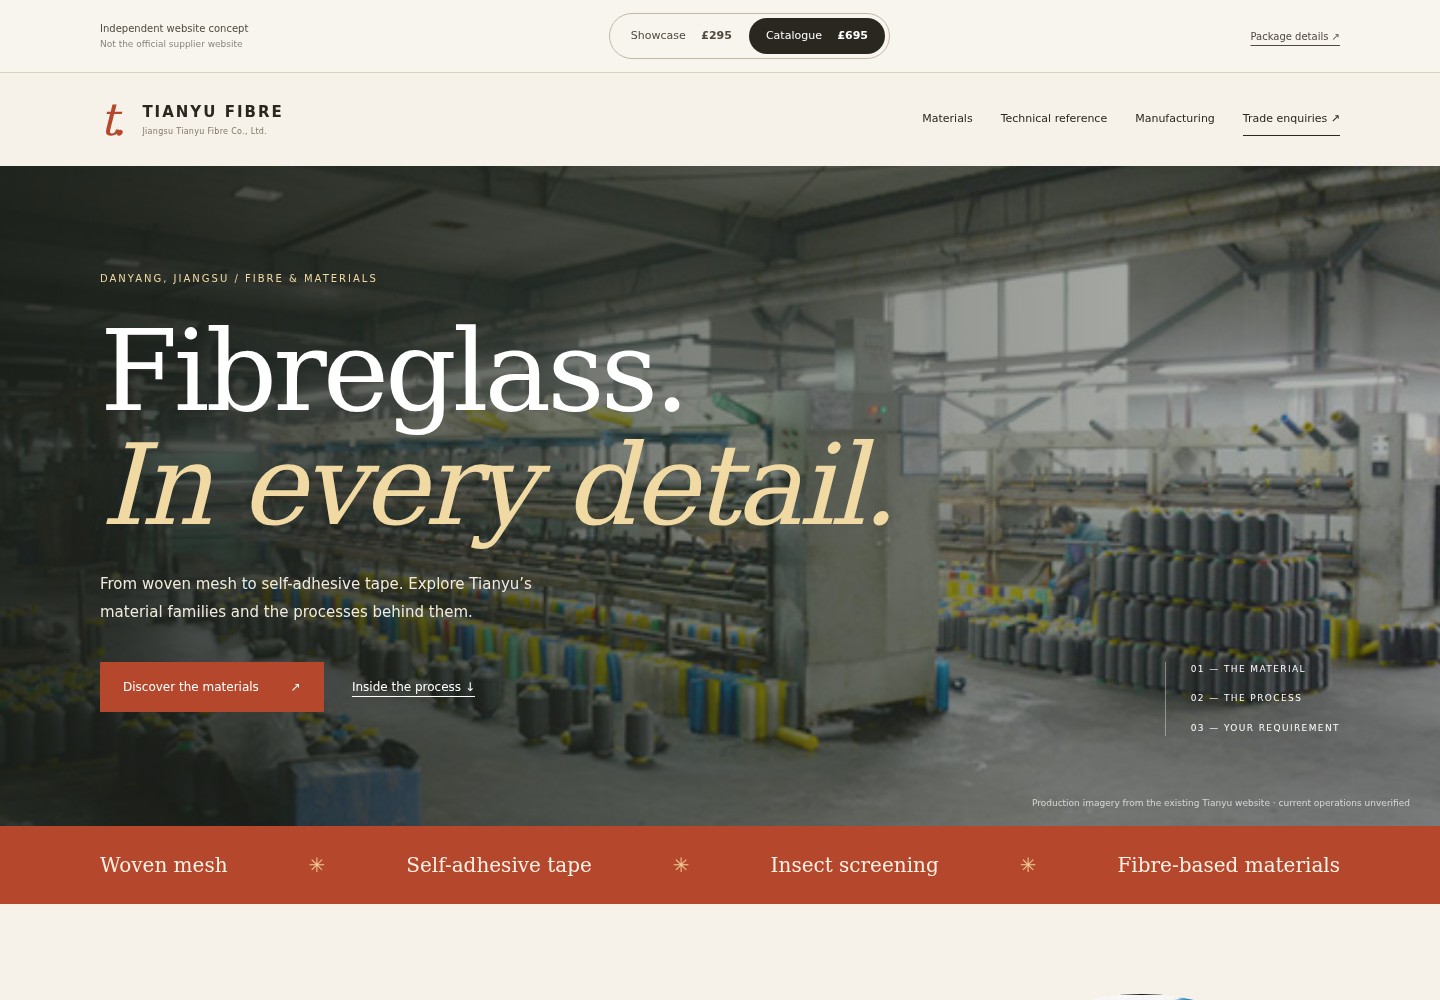 Independent website concept
Not the official supplier website
Showcase £295
Catalogue £695
Package details ↗
t.
TIANYU FIBRE
Jiangsu Tianyu Fibre Co., Ltd.
Materials
Technical reference
Manufacturing
Trade enquiries ↗
DANYANG, JIANGSU / FIBRE & MATERIALS
Fibreglass.
In every detail.
From woven mesh to self-adhesive tape. Explore Tianyu’s
material families and the processes behind them.
Discover the materials ↗
Inside the process ↓
01 — THE MATERIAL
02 — THE PROCESS
03 — YOUR REQUIREMENT
Production imagery from the existing Tianyu website · current operations unverified
Woven mesh ✳ Self-adhesive tape ✳ Insect screening ✳ Fibre-based materials